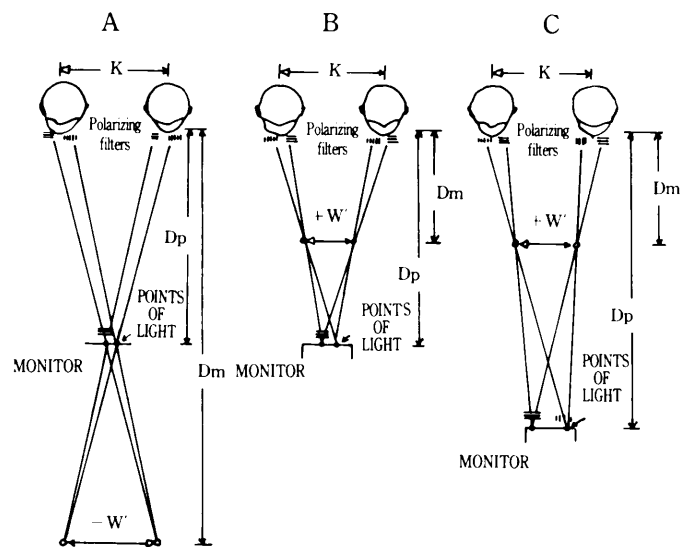 A
K
Polarizing
filters
Dp
POINTS
OF
LIGHT
MONITOR
Dm
− W′
B
K
Polarizing
filters
Dm
+ W′
Dp
POINTS
OF LIGHT
MONITOR
C
K
Polarizing
filters
Dm
+ W′
Dp
POINTS
OF
LIGHT
MONITOR